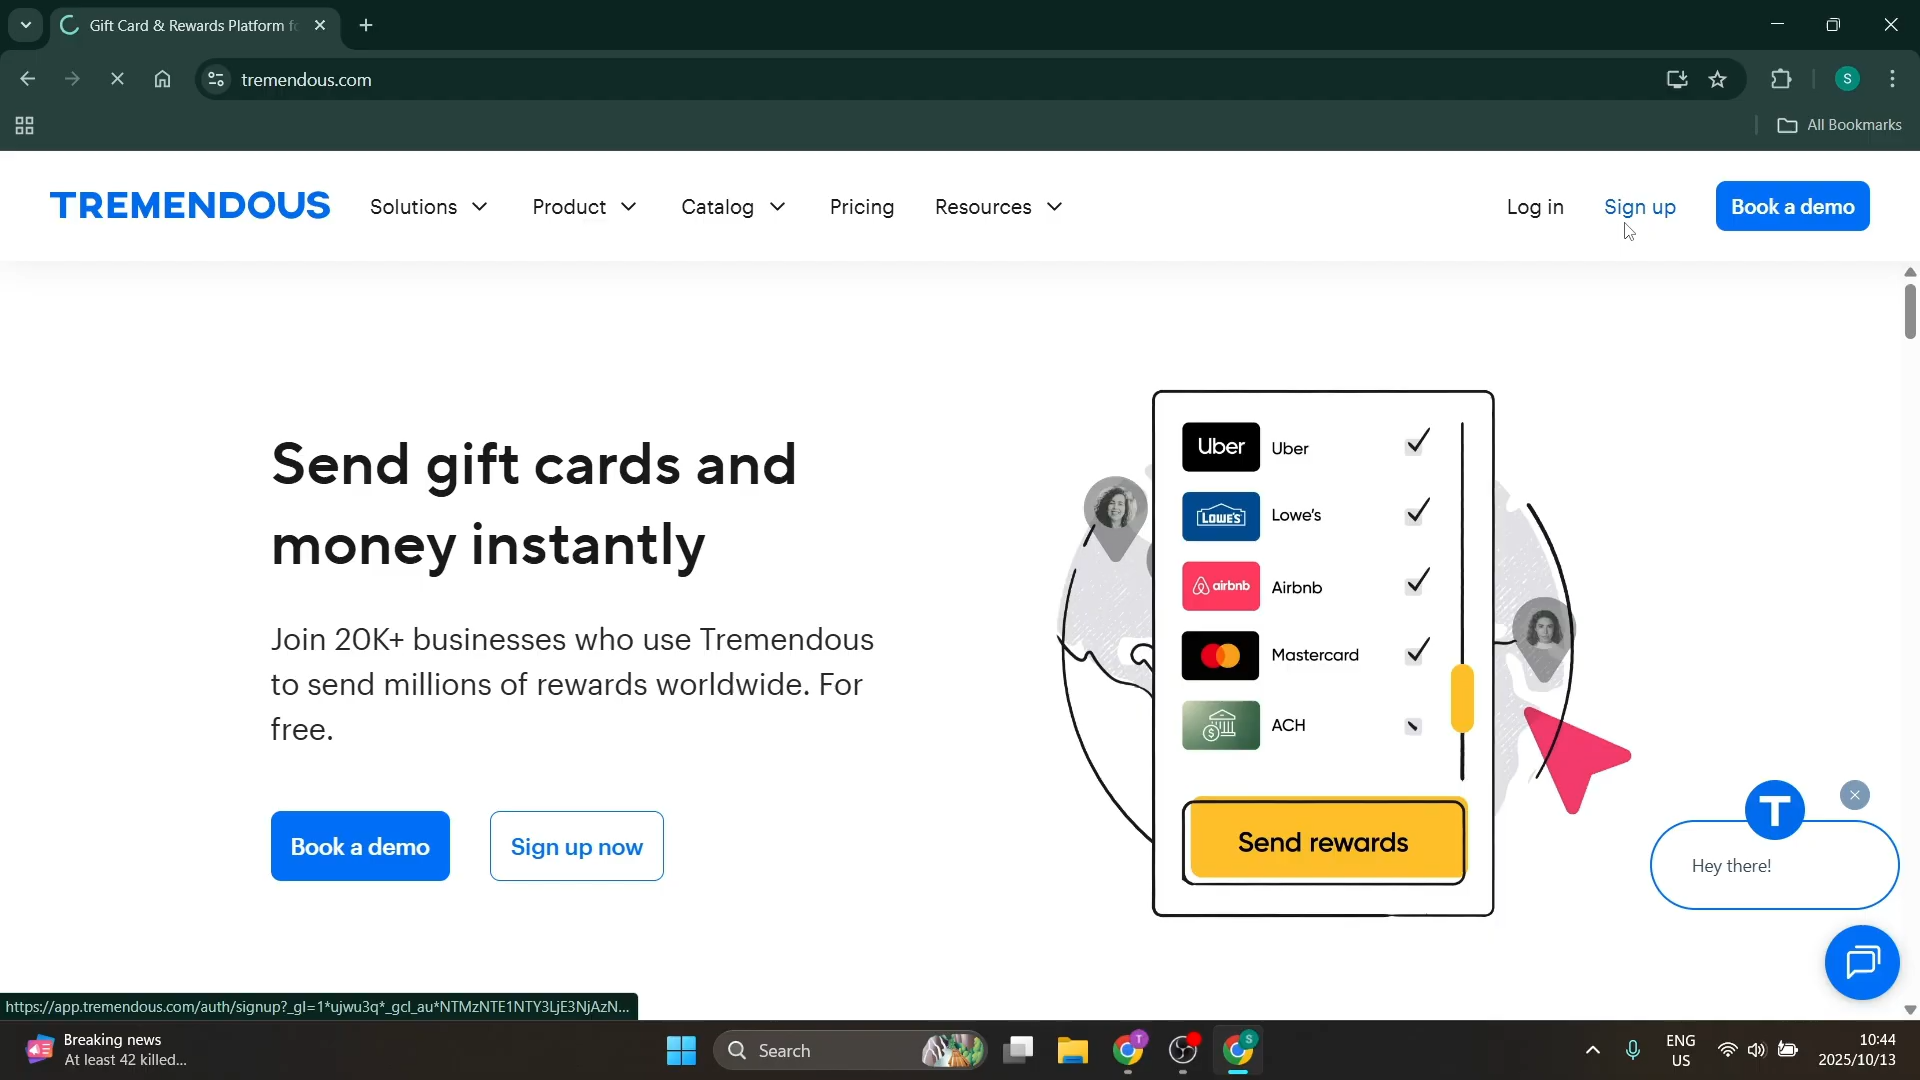 Gift Card & Rewards Platform fo
tremendous.com
S
All Bookmarks
TREMENDOUS
Solutions
Product
Catalog
Pricing
Resources
Log in
Sign up
Book a demo
Send gift cards and
money instantly
Join 20K+ businesses who use Tremendous
to send millions of rewards worldwide. For
free.
Book a demo
Sign up now
Uber Uber
LOWE'S Lowe's
airbnb Airbnb
Mastercard
ACH
Send rewards
T
Hey there!
https://app.tremendous.com/auth/signup?_gl=1*ujwu3q*_gcl_au*NTMzNTE1NTY3LjE3NjAzN...
Breaking news
At least 42 killed...
Search
T
S
ENG
US
10:44
2025/10/13